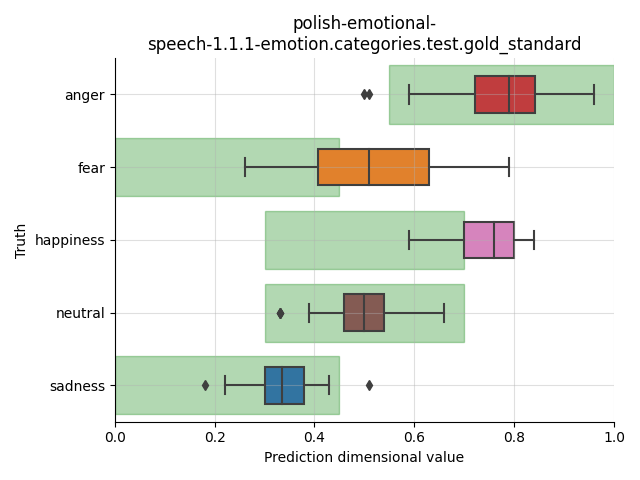 polish-emotional-
speech-1.1.1-emotion.categories.test.gold_standard
Truth
anger
fear
happiness
neutral
sadness
0.0 0.2 0.4 0.6 0.8 1.0
Prediction dimensional value